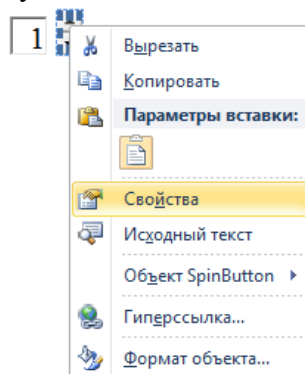 1
Вырезать
Копировать
Параметры вставки:
Свойства
Исходный текст
Объект SpinButton
Гиперссылка...
Формат объекта...